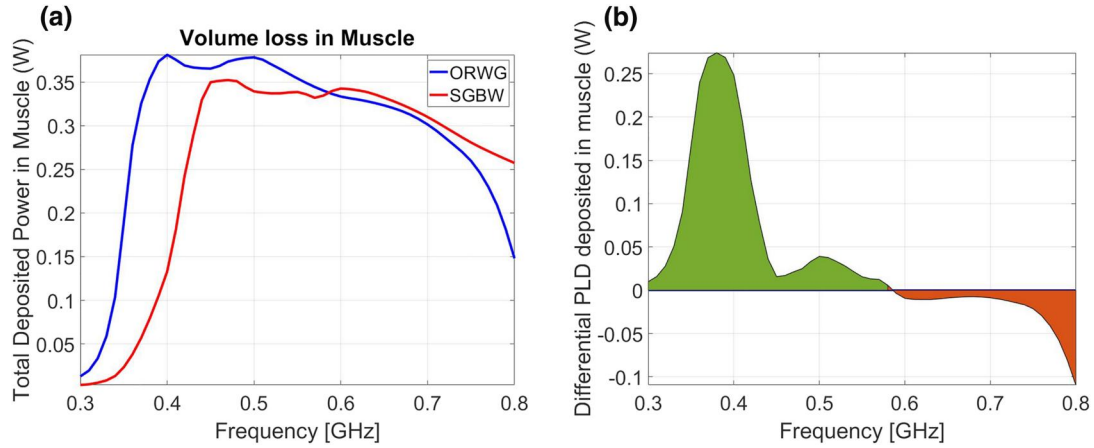 (a)
Volume loss in Muscle
Total Deposited Power in Muscle (W)
0.35
0.3
0.25
0.2
0.15
0.1
0.05
ORWG
SGBW
0.3 0.4 0.5 0.6 0.7 0.8
Frequency [GHz]
(b)
Differential PLD deposited in muscle (W)
0.25
0.2
0.15
0.1
0.05
0
-0.05
-0.1
0.3 0.4 0.5 0.6 0.7 0.8
Frequency [GHz]